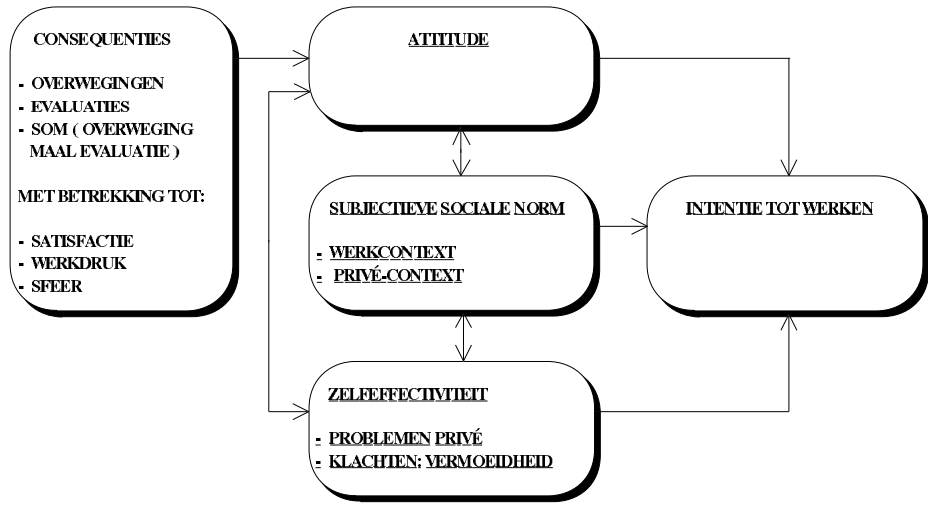 CONSEQUENTIES
- OVERWEGINGEN
- EVALUATIES
- SOM ( OVERWEGING
MAAL EVALUATIE )
MET BETREKKING TOT:
- SATISFACTIE
- WERKDRUK
- SFEER
ATTITUDE
SUBJECTIEVE SOCIALE NORM
- WERKCONTEXT
- PRIVÉ-CONTEXT
ZELFEFFECTIVITEIT
- PROBLEMEN PRIVÉ
- KLACHTEN; VERMOEIDHEID
INTENTIE TOT WERKEN